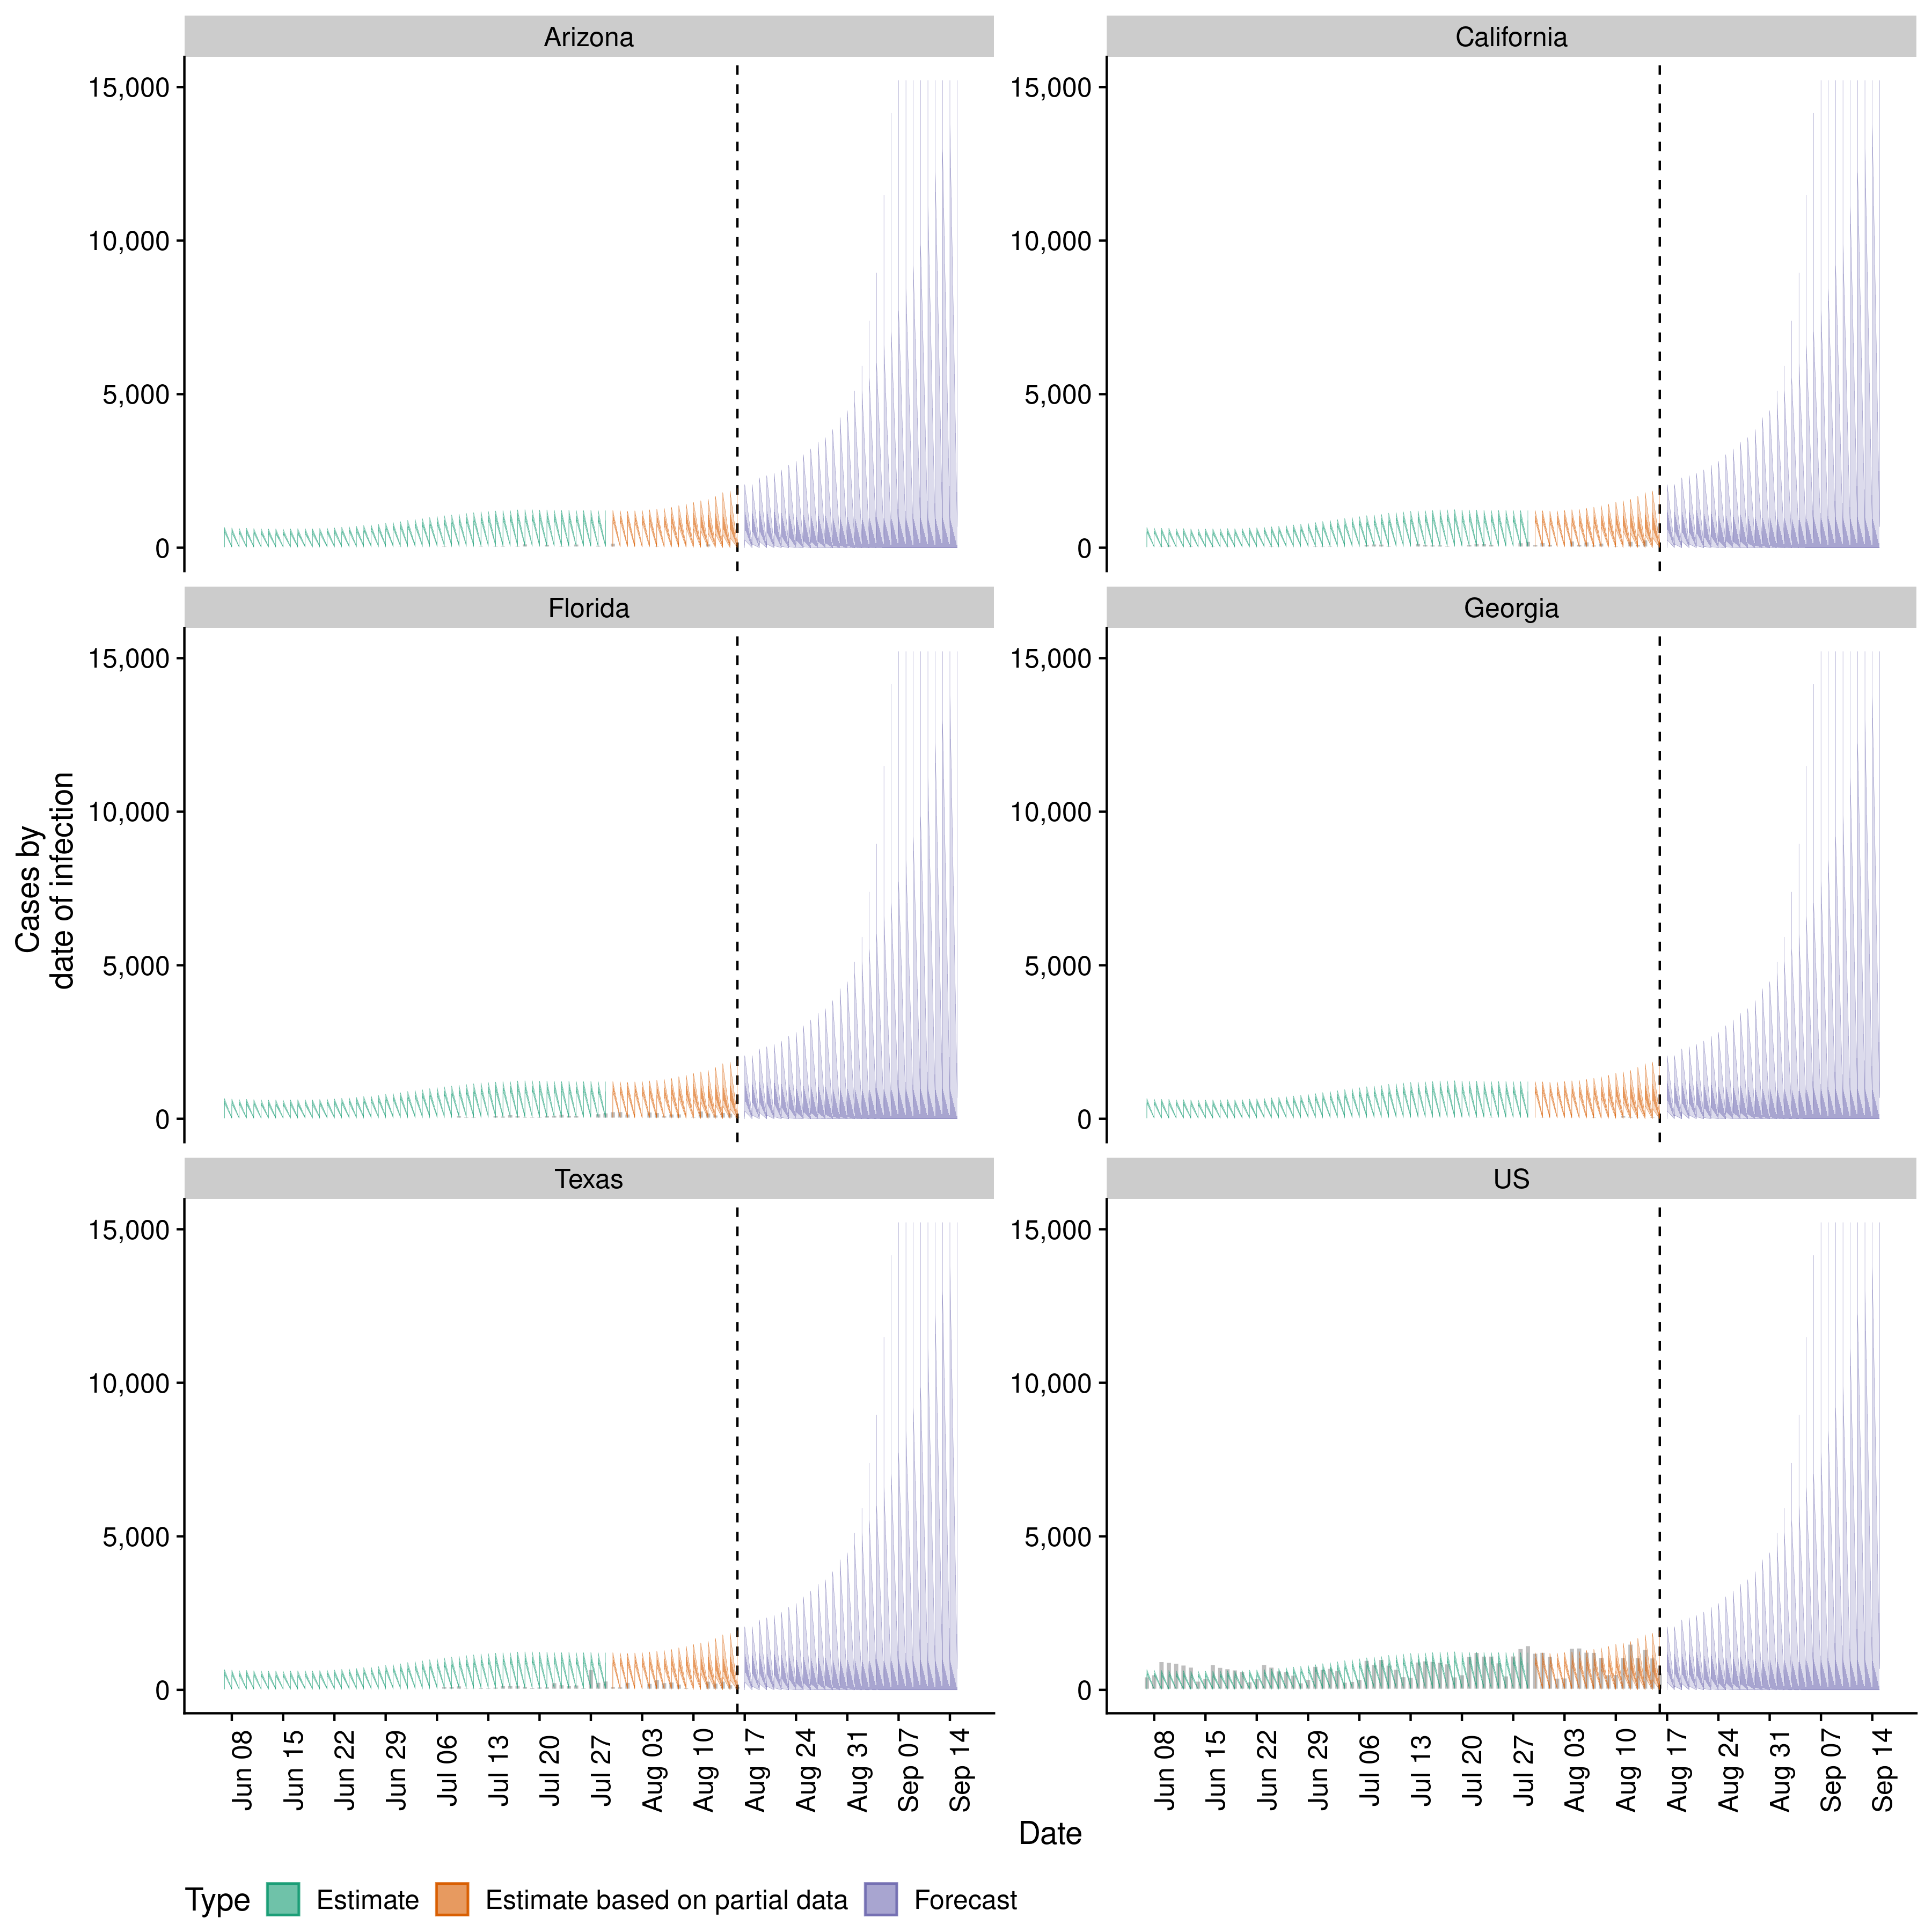 Arizona
California
15,000
10,000
5,000
0
15,000
10,000
5,000
0
Florida
Georgia
15,000
10,000
5,000
0
15,000
10,000
5,000
0
Cases by
date of infection
Texas
US
15,000
10,000
5,000
0
15,000
10,000
5,000
0
Jun 08
Jun 15
Jun 22
Jun 29
Jul 06
Jul 13
Jul 20
Jul 27
Aug 03
Aug 10
Aug 17
Aug 24
Aug 31
Sep 07
Sep 14
Jun 08
Jun 15
Jun 22
Jun 29
Jul 06
Jul 13
Jul 20
Jul 27
Aug 03
Aug 10
Aug 17
Aug 24
Aug 31
Sep 07
Sep 14
Date
Type Estimate Estimate based on partial data Forecast